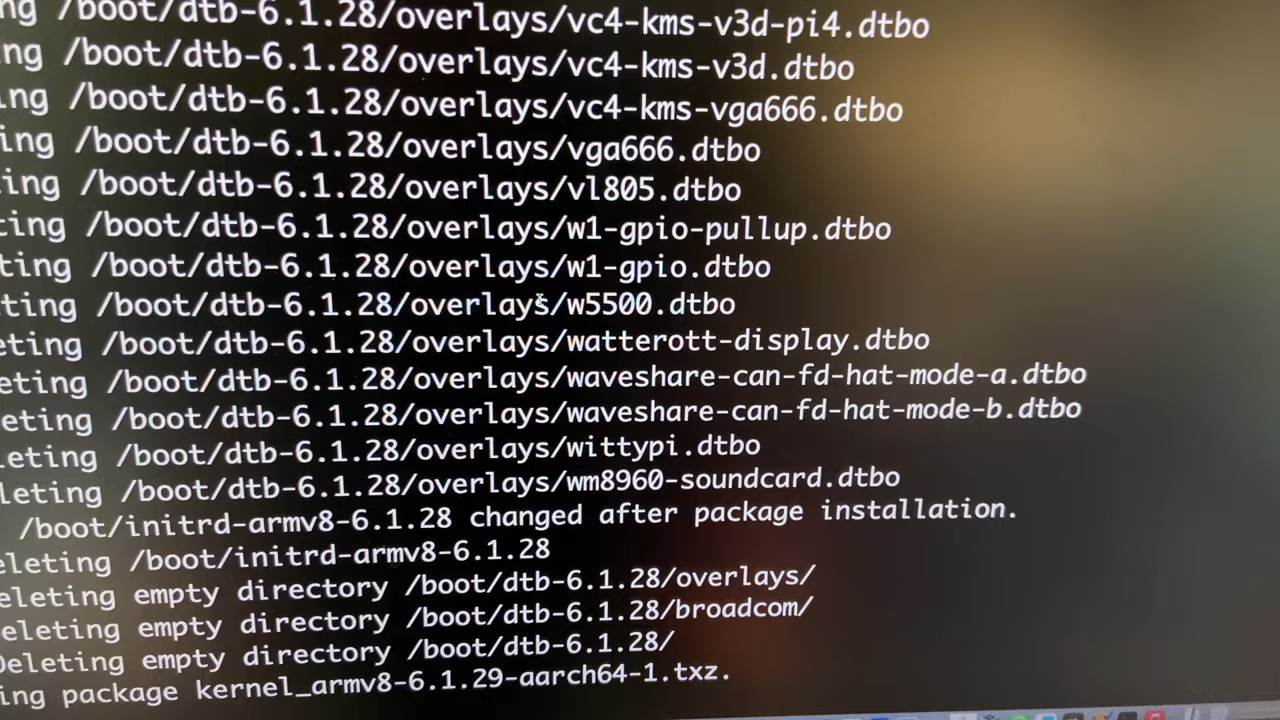 ng /boot/dtb-6.1.28/overlays/vc4-kms-v3d-pi4.dtbo
ng /boot/dtb-6.1.28/overlays/vc4-kms-v3d.dtbo
ing /boot/dtb-6.1.28/overlays/vc4-kms-vga666.dtbo
ing /boot/dtb-6.1.28/overlays/vga666.dtbo
ing /boot/dtb-6.1.28/overlays/vl805.dtbo
ting /boot/dtb-6.1.28/overlays/w1-gpio-pullup.dtbo
ting /boot/dtb-6.1.28/overlays/w1-gpio.dtbo
eting /boot/dtb-6.1.28/overlays/w5500.dtbo
eting /boot/dtb-6.1.28/overlays/watterott-display.dtbo
eting /boot/dtb-6.1.28/overlays/waveshare-can-fd-hat-mode-a.dtbo
eting /boot/dtb-6.1.28/overlays/waveshare-can-fd-hat-mode-b.dtbo
leting /boot/dtb-6.1.28/overlays/wittypi.dtbo
leting /boot/dtb-6.1.28/overlays/wm8960-soundcard.dtbo
/boot/initrd-armv8-6.1.28 changed after package installation.
eleting /boot/initrd-armv8-6.1.28
eleting empty directory /boot/dtb-6.1.28/overlays/
eleting empty directory /boot/dtb-6.1.28/broadcom/
Deleting empty directory /boot/dtb-6.1.28/
ing package kernel_armv8-6.1.29-aarch64-1.txz.